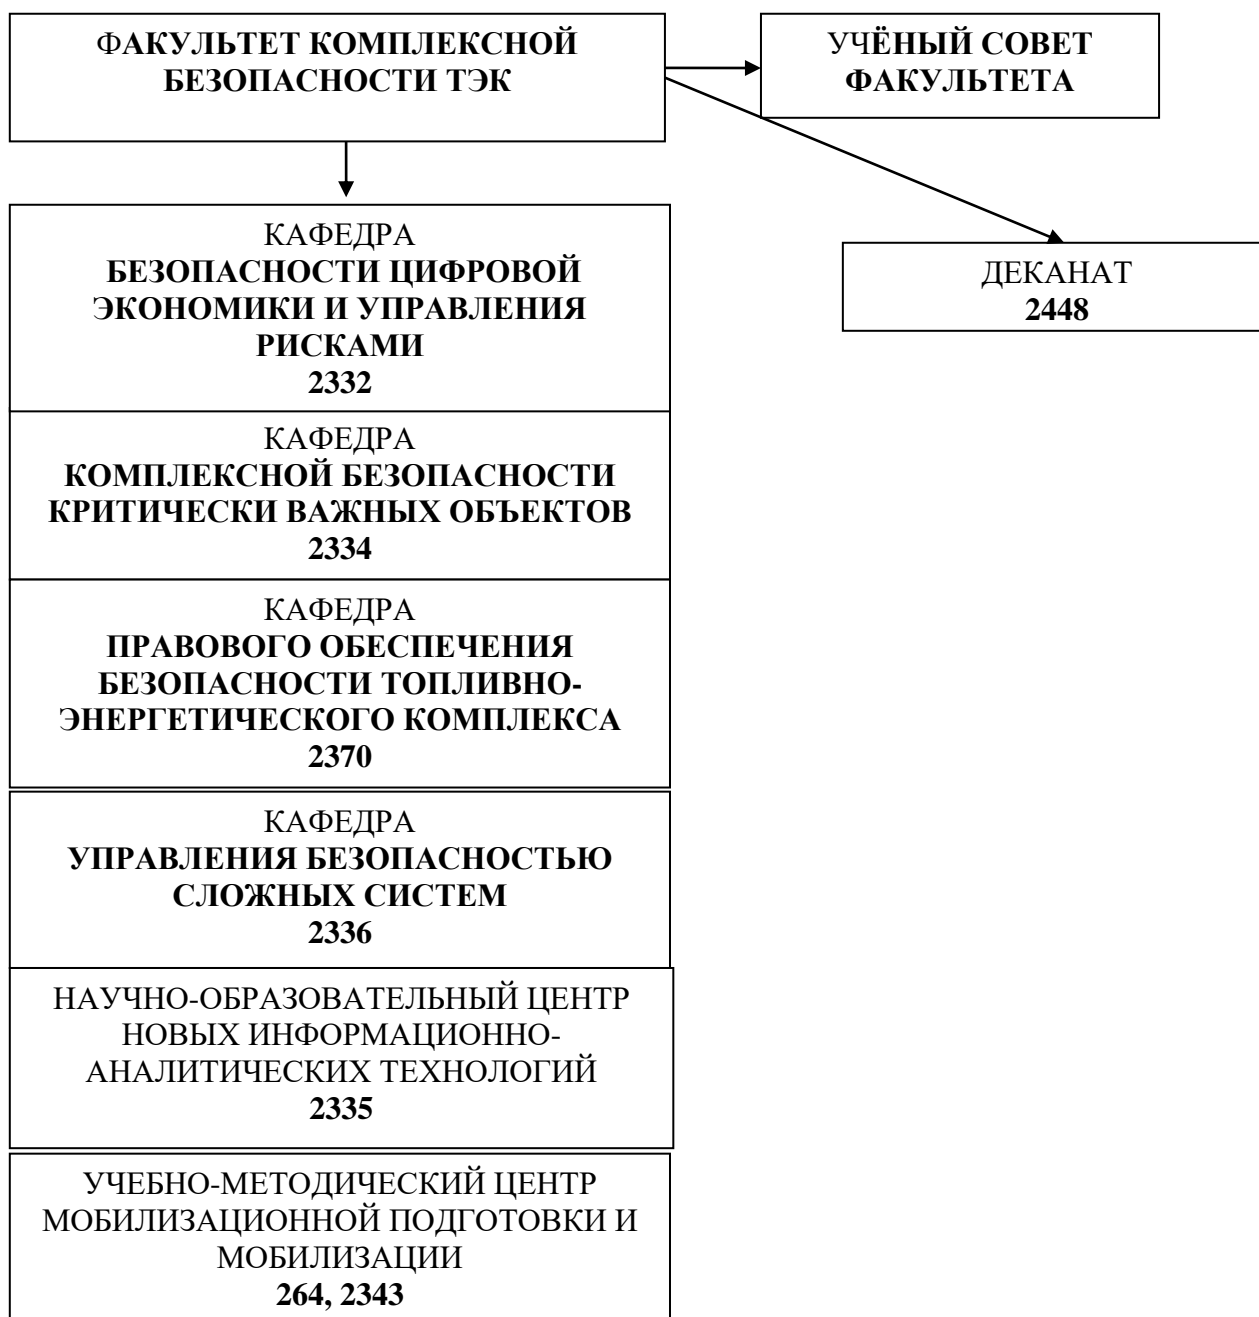 ФАКУЛЬТЕТ КОМПЛЕКСНОЙ
БЕЗОПАСНОСТИ ТЭК
УЧЁНЫЙ СОВЕТ
ФАКУЛЬТЕТА
КАФЕДРА
БЕЗОПАСНОСТИ ЦИФРОВОЙ
ЭКОНОМИКИ И УПРАВЛЕНИЯ
РИСКАМИ
2332
ДЕКАНАТ
2448
КАФЕДРА
КОМПЛЕКСНОЙ БЕЗОПАСНОСТИ
КРИТИЧЕСКИ ВАЖНЫХ ОБЪЕКТОВ
2334
КАФЕДРА
ПРАВОВОГО ОБЕСПЕЧЕНИЯ
БЕЗОПАСНОСТИ ТОПЛИВНО-
ЭНЕРГЕТИЧЕСКОГО КОМПЛЕКСА
2370
КАФЕДРА
УПРАВЛЕНИЯ БЕЗОПАСНОСТЬЮ
СЛОЖНЫХ СИСТЕМ
2336
НАУЧНО-ОБРАЗОВАТЕЛЬНЫЙ ЦЕНТР
НОВЫХ ИНФОРМАЦИОННО-
АНАЛИТИЧЕСКИХ ТЕХНОЛОГИЙ
2335
УЧЕБНО-МЕТОДИЧЕСКИЙ ЦЕНТР
МОБИЛИЗАЦИОННОЙ ПОДГОТОВКИ И
МОБИЛИЗАЦИИ
264, 2343